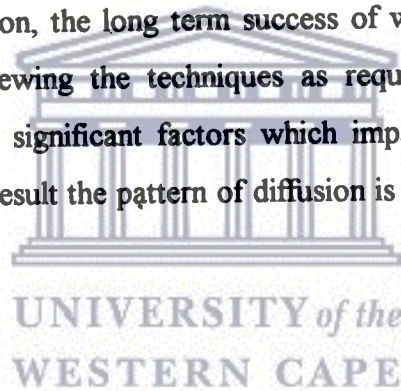 on, the long term success of w
ewing the techniques as requ
significant factors which imp
esult the pattern of diffusion is
UNIVERSITY of the
WESTERN CAPE